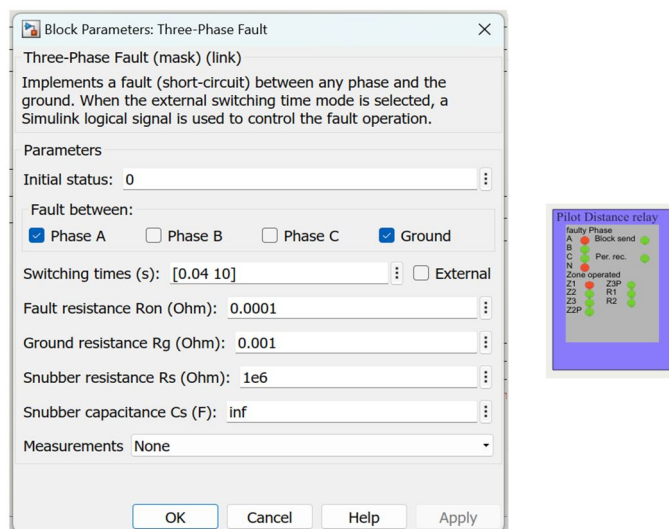 Block Parameters: Three-Phase Fault
Three-Phase Fault (mask) (link)
Implements a fault (short-circuit) between any phase and the
ground. When the external switching time mode is selected, a
Simulink logical signal is used to control the fault operation.
Parameters
Initial status: 0
Fault between:
Phase A Phase B Phase C Ground
Switching times (s): [0.04 10] External
Fault resistance Ron (Ohm): 0.0001
Ground resistance Rg (Ohm): 0.001
Snubber resistance Rs (Ohm): 1e6
Snubber capacitance Cs (F): inf
Measurements None
OK Cancel Help Apply
Pilot Distance relay
faulty Phase
A Block send
B
C Per. rec.
N
Zone operated
Z1 Z3P
Z2 R1
Z3 R2
Z2P